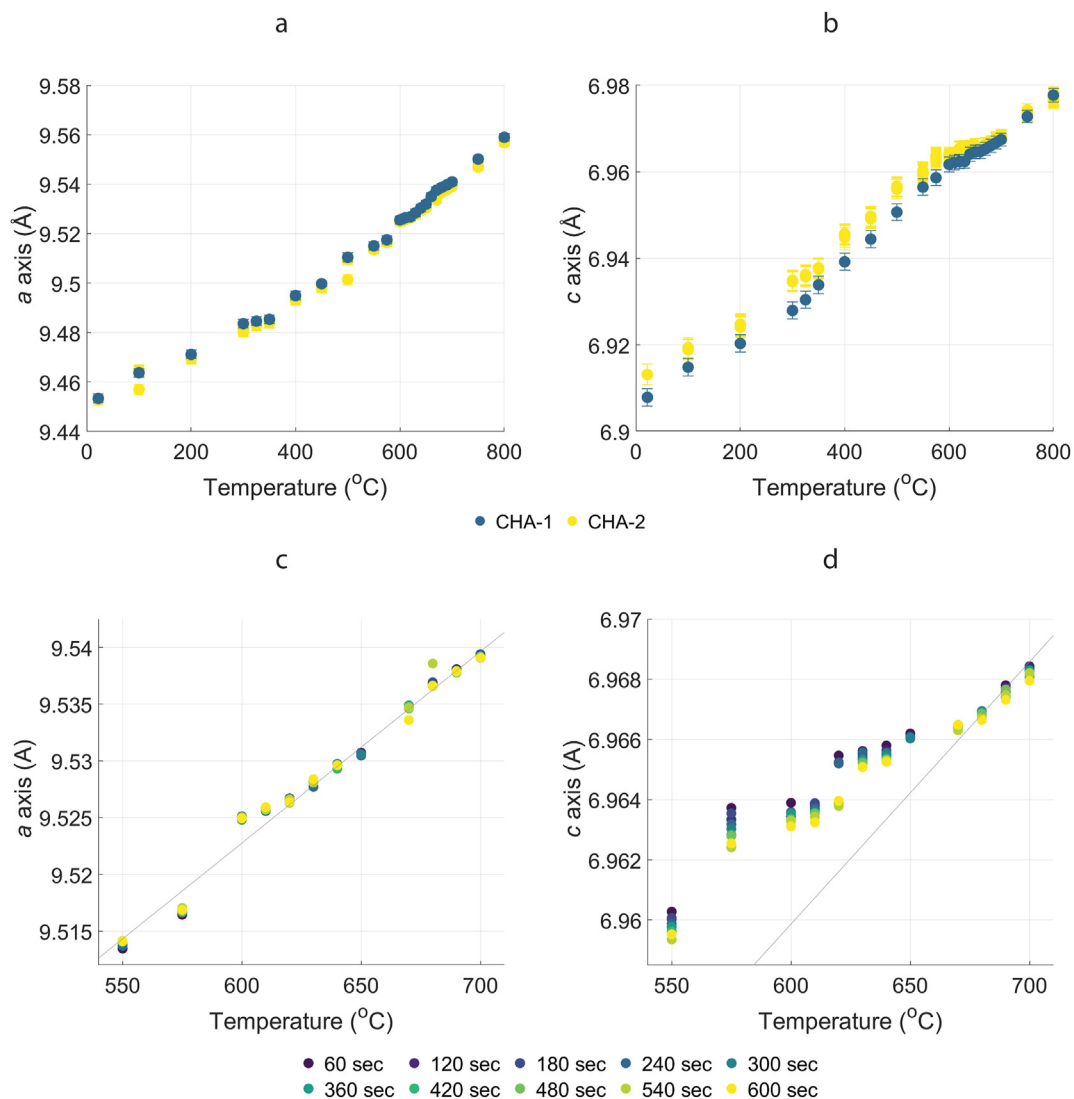 a
b
9.58
9.56
9.54
9.52
9.5
9.48
9.46
9.44
a axis (Å)
0
200
400
600
800
Temperature (°C)
6.98
6.96
6.94
6.92
6.9
c axis (Å)
0
200
400
600
800
Temperature (°C)
CHA-1 CHA-2
c
d
9.54
9.535
9.53
9.525
9.52
9.515
a axis (A)
550
600
650
700
Temperature (°C)
6.97
6.968
6.966
6.964
6.962
6.96
c axis (A)
550
600
650
700
Temperature (°C)
60 sec 120 sec 180 sec 240 sec 300 sec
360 sec 420 sec 480 sec 540 sec 600 sec